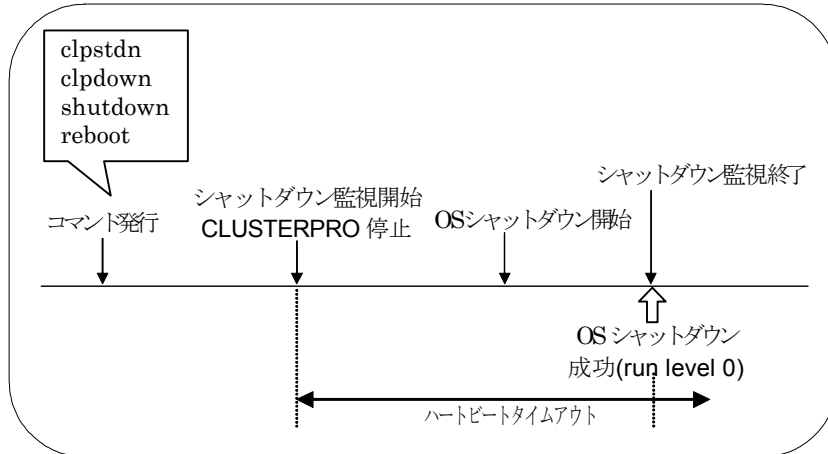 clpstdn
clpdown
shutdown
reboot
コマンド発行
シャットダウン監視開始
CLUSTERPRO 停止
OSシャットダウン開始
シャットダウン監視終了
OS シャットダウン
成功(run level 0)
ハートビートタイムアウト